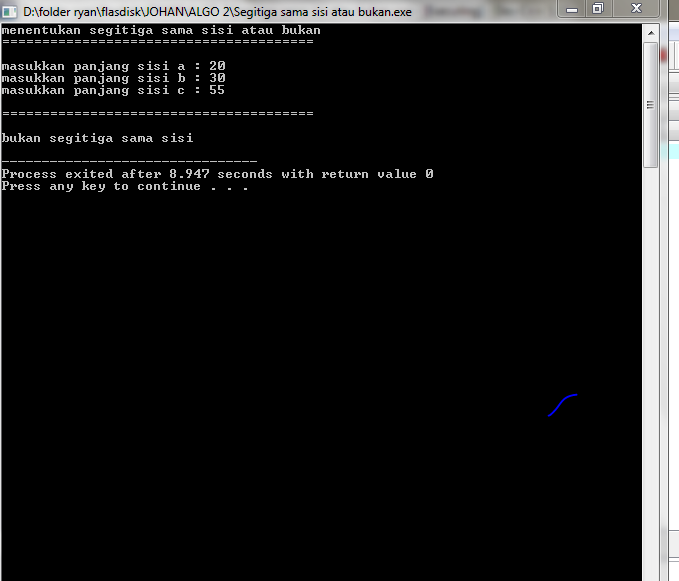 D:\folder ryan\flasdisk\JOHAN\ALGO 2\Segitiga sama sisi atau bukan.exe
menentukan segitiga sama sisi atau bukan
=======================================
masukkan panjang sisi a : 20
masukkan panjang sisi b : 30
masukkan panjang sisi c : 55
=======================================
bukan segitiga sama sisi
--------------------------------
Process exited after 8.947 seconds with return value 0
Press any key to continue . . .